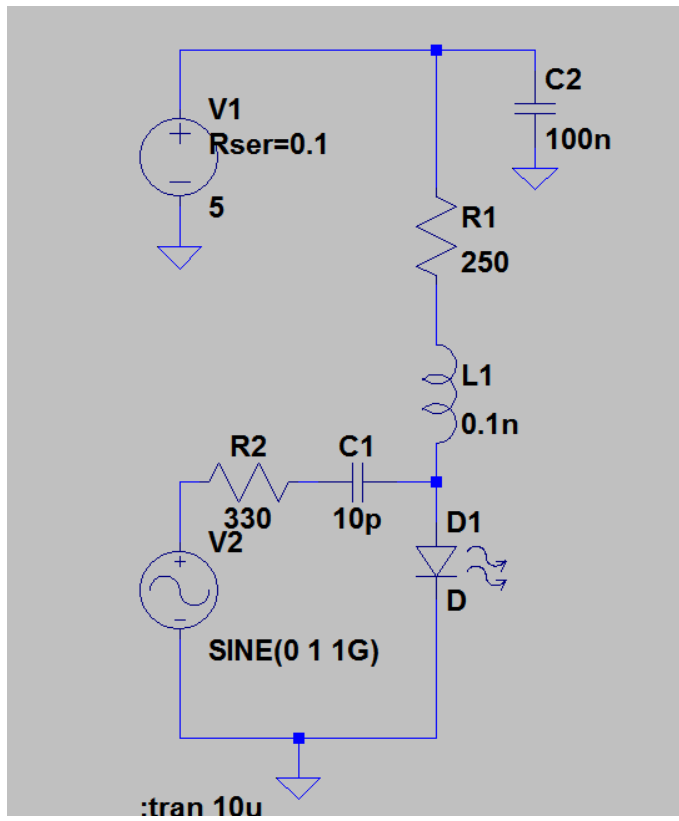 C2
100n
V1
Rser=0.1
5
R1
250
L1
0.1n
R2
330
C1
10p
D1
D
V2
SINE(0 1 1G)
:tran 10u